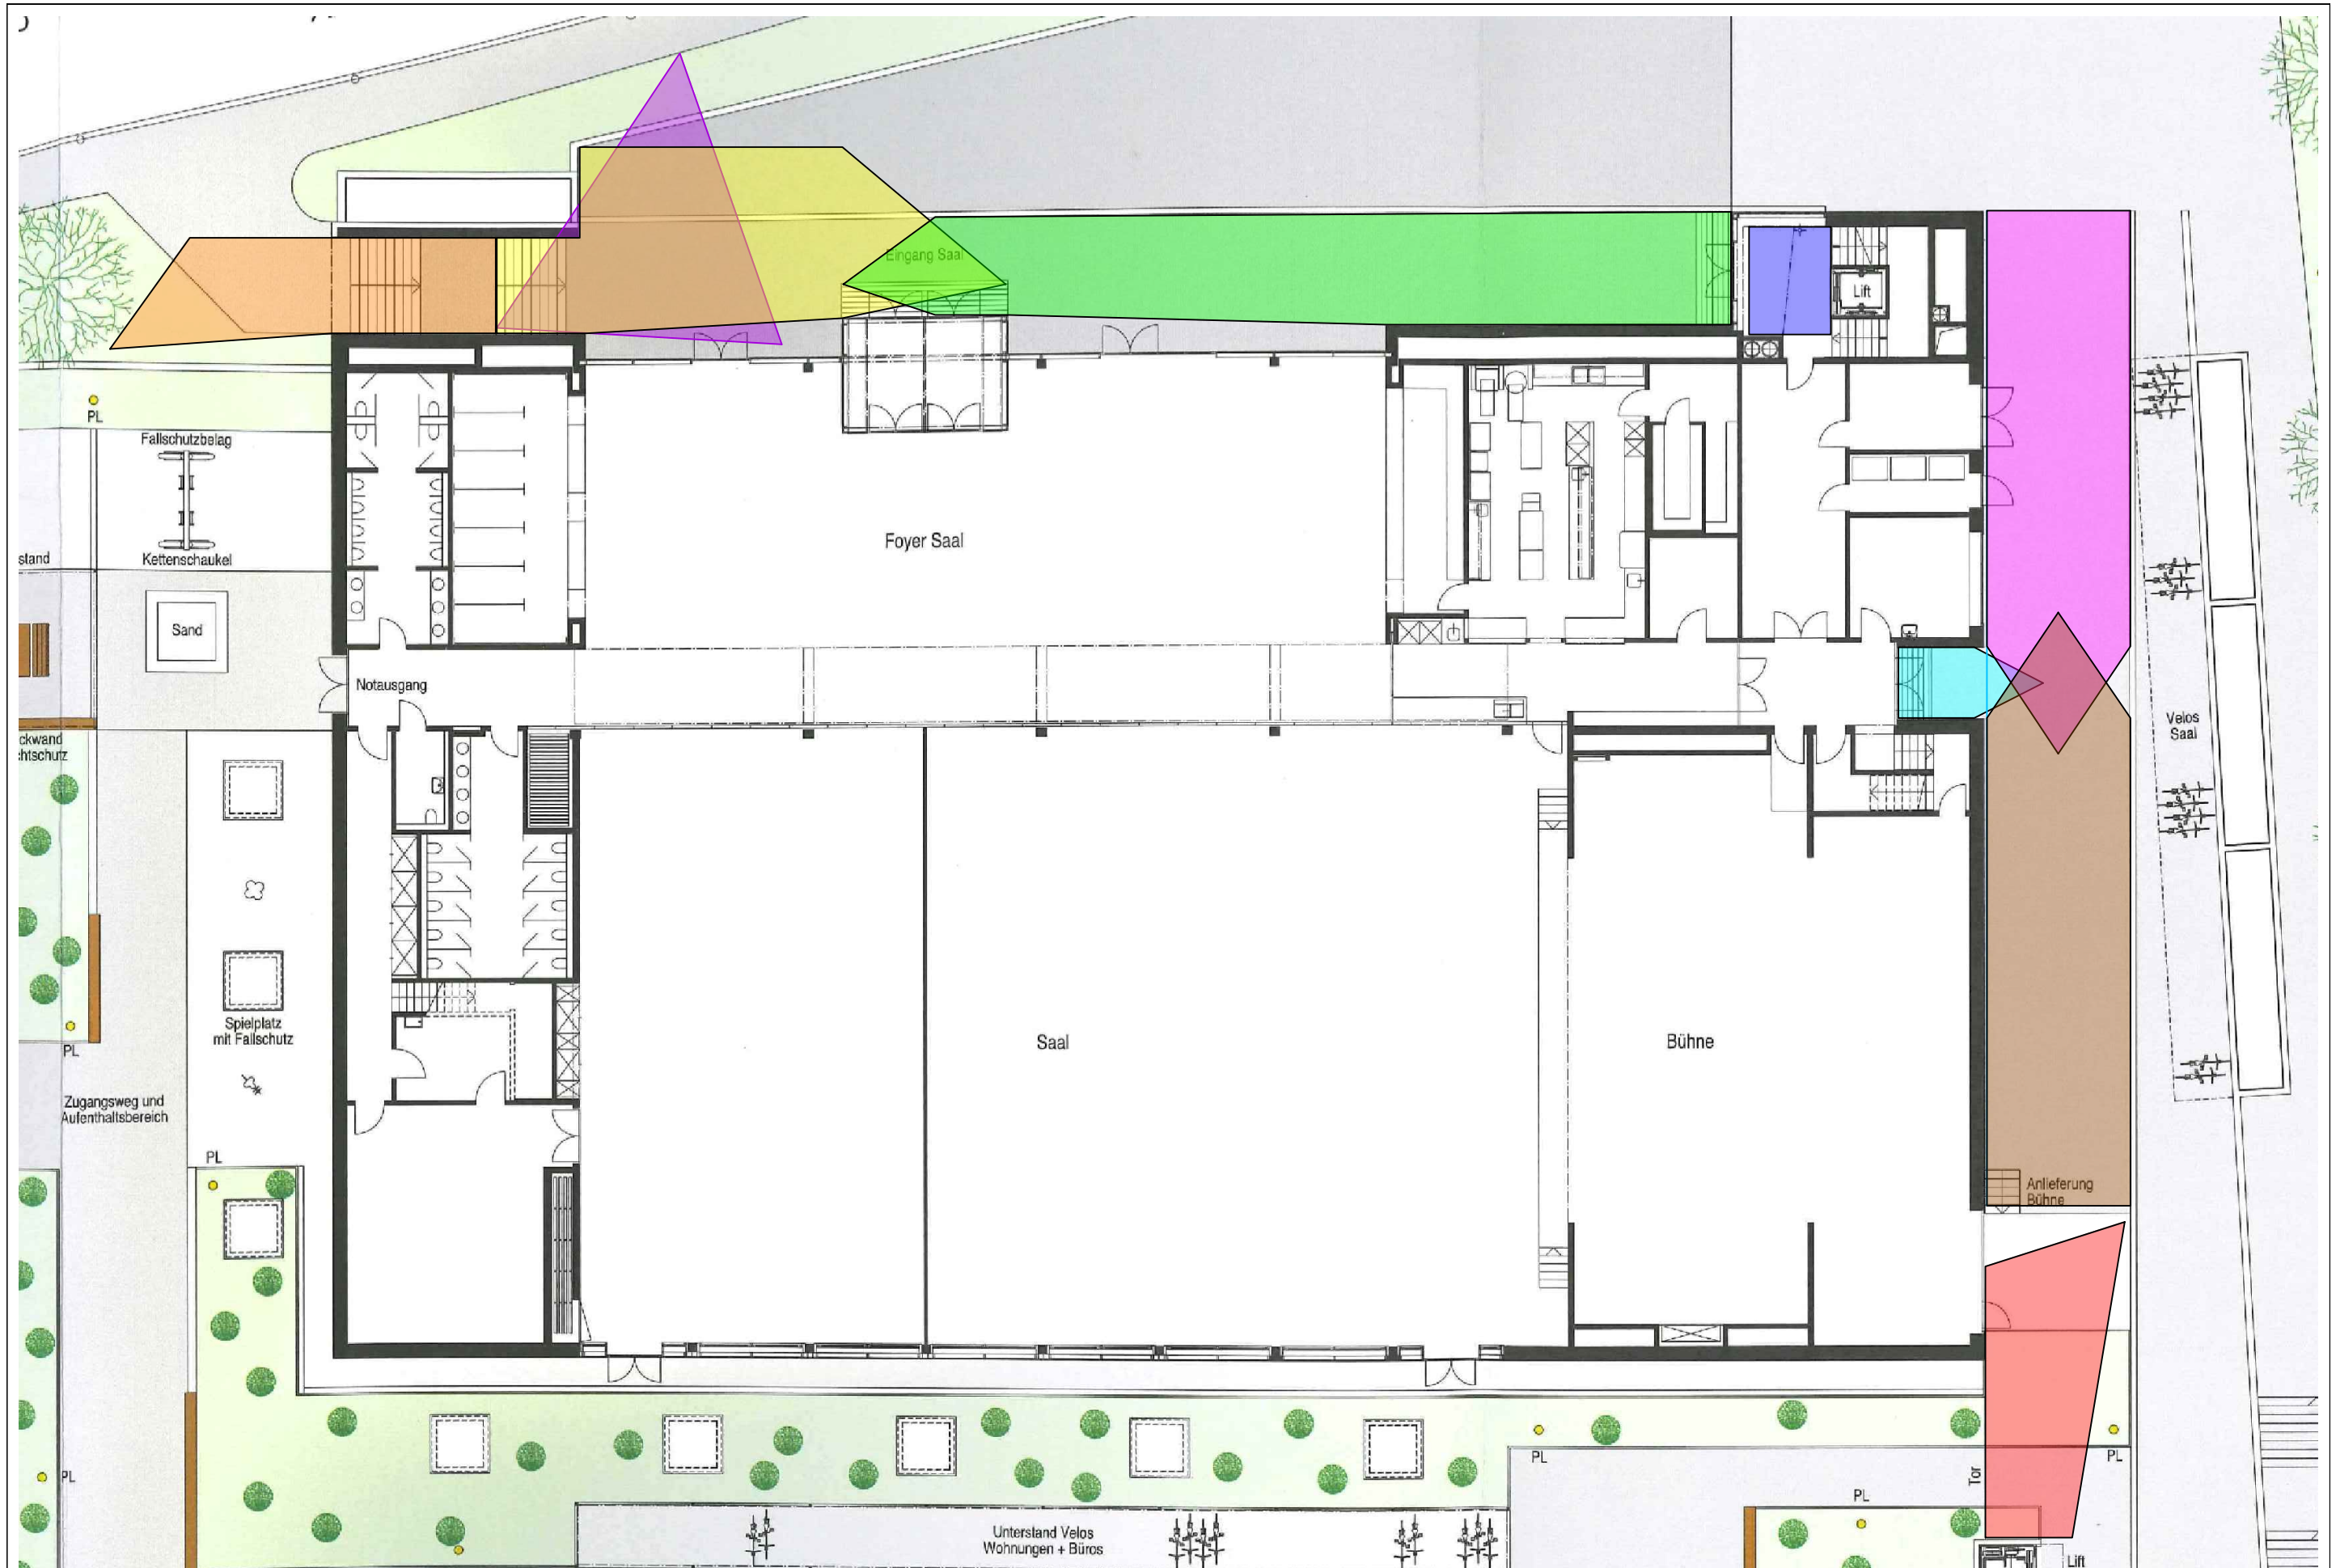 Eingang Saal
Lift
PL
Fallschutzbelag
Kettenschaukel
stand
Sand
Foyer Saal
Notausgang
ckwand
chtschutz
Velos
Saal
Spielplatz
mit Fallschutz
PL
Saal
Bühne
Zugangsweg und
Aufenthaltsbereich
PL
Anlieferung
Bühne
PL
PL
PL
Tor
PL
Unterstand Velos
Wohnungen + Büros
Lift